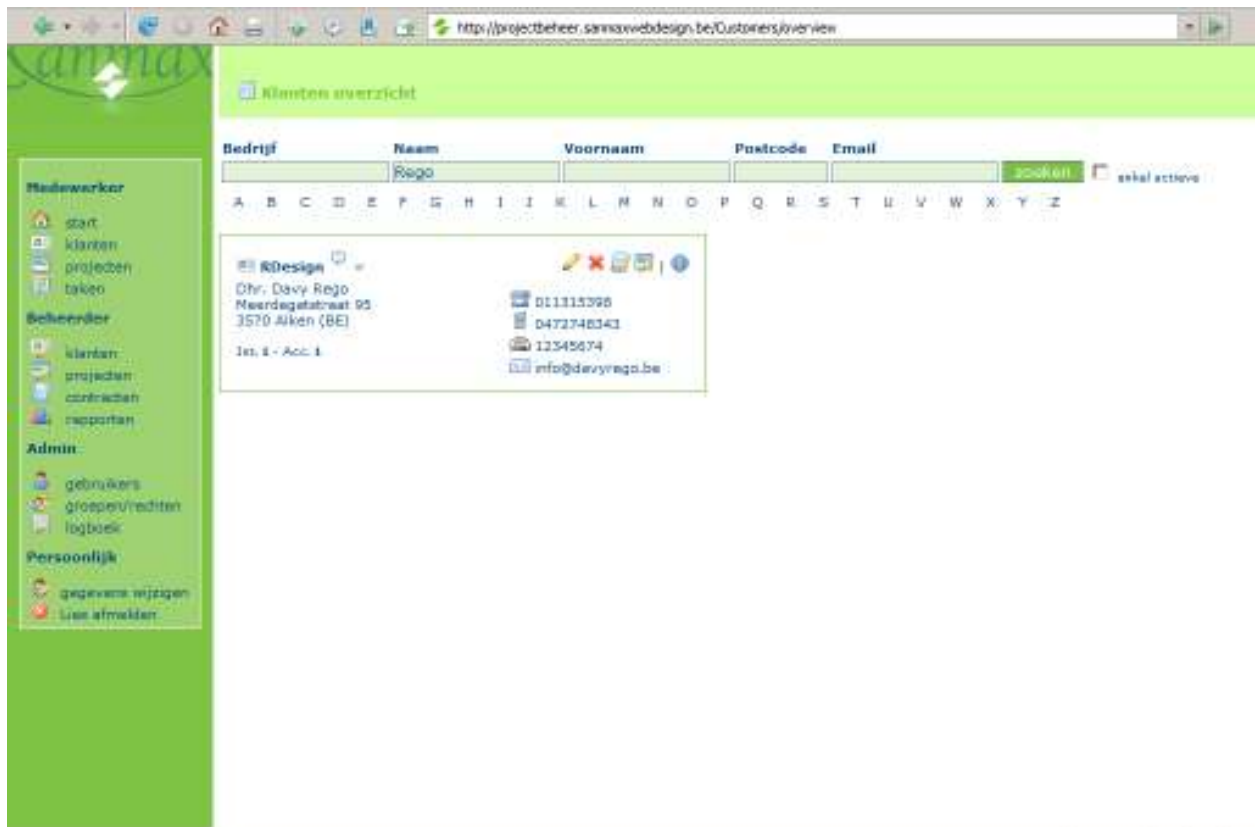 Sanmax
http://projectbeheer.sanmaxwebdesign.be/Customers/overview
Klanten overzicht
Bedrijf Naam Voornaam Postcode Email
Rego zoeken enkel actieve
A B C D E F G H I J K L M N O P Q R S T U V W X Y Z
Medewerker
start
klanten
projecten
taken
Beheerder
klanten
projecten
contracten
rapporten
Admin
gebruikers
groepen/rechten
logboek
Persoonlijk
gegevens wijzigen
afmelden
RDesign
Dhr. Davy Rego
95
3570 Alken (BE)
Int. 1 - Acc. 1
011315398
0472748343
12345674
info@davyrego.be